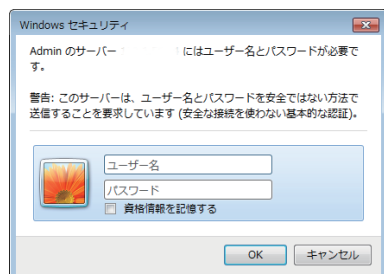 Windows セキュリティ
Admin のサーバー にはユーザー名とパスワードが必要で
す。
警告: このサーバーは、ユーザー名とパスワードを安全ではない方法で
送信することを要求しています (安全な接続を使わない基本的な認証)。
ユーザー名
パスワード
資格情報を記憶する
OK キャンセル